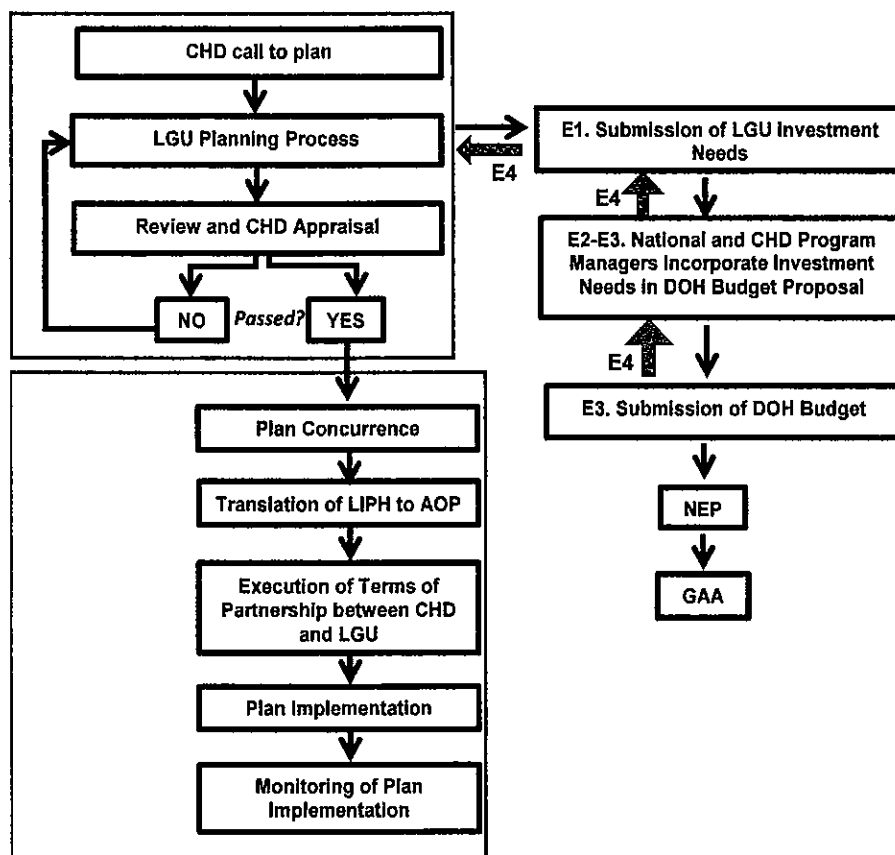 CHD call to plan
LGU Planning Process
Review and CHD Appraisal
NO
Passed?
YES
Plan Concurrence
Translation of LIPH to AOP
Execution of Terms of
Partnership between CHD
and LGU
Plan Implementation
Monitoring of Plan
Implementation
E1. Submission of LGU Investment
Needs
E4
E4
E2-E3. National and CHD Program
Managers Incorporate Investment
Needs in DOH Budget Proposal
E4
E3. Submission of DOH Budget
NEP
GAA